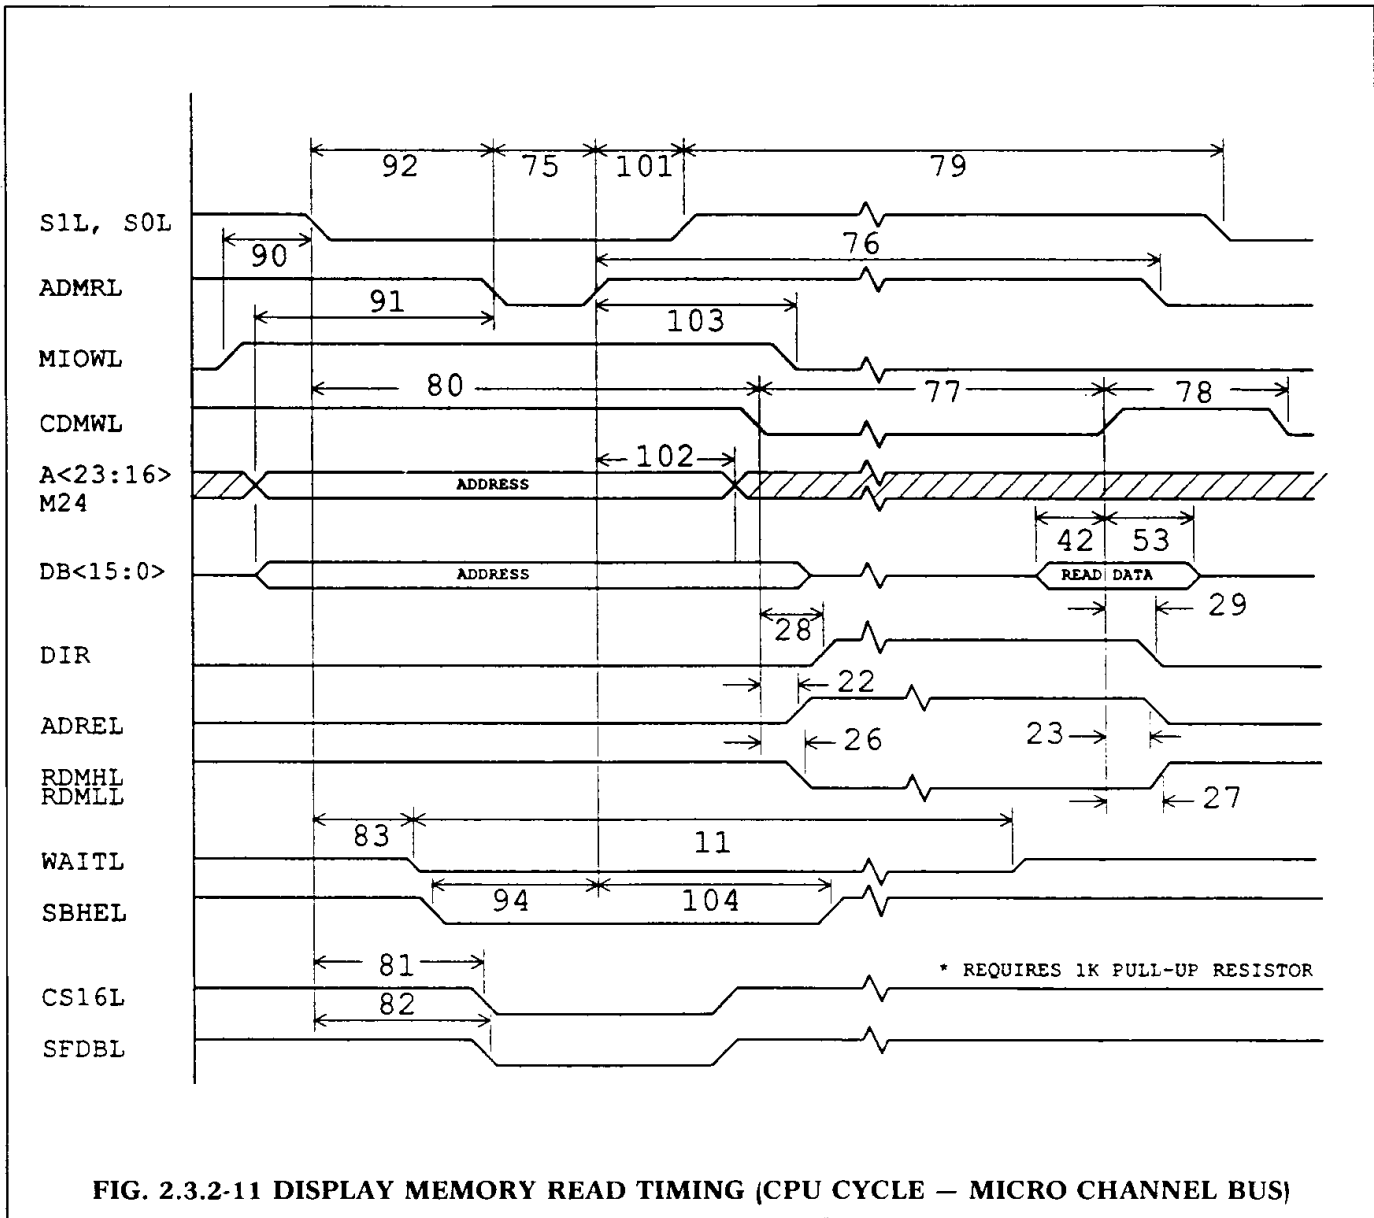 92 75 101 79
S1L, S0L
90 76
ADMRL
91 103
MIOWL
80 77 78
CDMWL
102
A<23:16> ADDRESS
M24
42 53
DB<15:0> ADDRESS READ DATA
28 29
DIR
22
ADREL 26 23
RDMHL
RDMLL 27
83 11
WAITL
94 104
SBHEL
81 * REQUIRES 1K PULL-UP RESISTOR
CS16L 82
SFDBL
FIG. 2.3.2-11 DISPLAY MEMORY READ TIMING (CPU CYCLE — MICRO CHANNEL BUS)